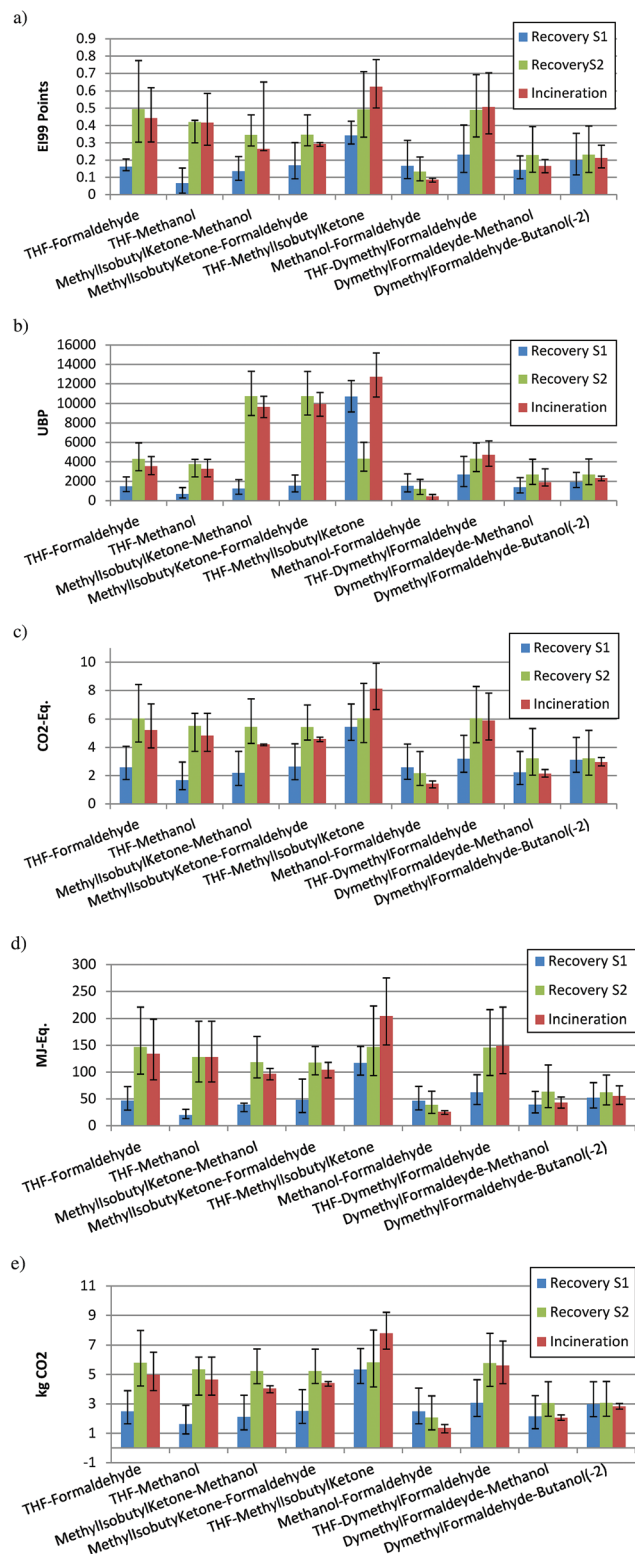 a)
0.9
0.8
0.7
0.6
0.5
0.4
0.3
0.2
0.1
0
EI99 Points
Recovery S1
RecoveryS2
Incineration
THF-Formaldehyde
THF-Methanol
MethylIsobutylKetone-Methanol
MethylIsobutyKetone-Formaldehyde
THF-MethylIsobutylKetone
Methanol-Formaldehyde
THF-DymethylFormaldehyde
DymethylFormaldeyde-Methanol
DymethylFormaldehyde-Butanol(-2)
b)
16000
14000
12000
10000
8000
6000
4000
2000
0
UBP
Recovery S1
Recovery S2
Incineration
THF-Formaldehyde
THF-Methanol
MethylIsobutylKetone-Methanol
MethylIsobutyKetone-Formaldehyde
THF-MethylIsobutylKetone
Methanol-Formaldehyde
THF-DymethylFormaldehyde
DymethylFormaldeyde-Methanol
DymethylFormaldehyde-Butanol(-2)
c)
10
8
6
4
2
0
CO2-Eq.
Recovery S1
Recovery S2
Incineration
THF-Formaldehyde
THF-Methanol
MethylIsobutylKetone-Methanol
MethylIsobutyKetone-Formaldehyde
THF-MethylIsobutylKetone
Methanol-Formaldehyde
THF-DymethylFormaldehyde
DymethylFormaldeyde-Methanol
DymethylFormaldehyde-Butanol(-2)
d)
300
250
200
150
100
50
0
MJ-Eq.
Recovery S1
Recovery S2
Incineration
THF-Formaldehyde
THF-Methanol
MethylIsobutylKetone-Methanol
MethylIsobutyKetone-Formaldehyde
THF-MethylIsobutylKetone
Methanol-Formaldehyde
THF-DymethylFormaldehyde
DymethylFormaldeyde-Methanol
DymethylFormaldehyde-Butanol(-2)
e)
11
9
7
5
3
1
-1
kg CO2
Recovery S1
Recovery S2
Incineration
THF-Formaldehyde
THF-Methanol
MethylIsobutylKetone-Methanol
MethylIsobutyKetone-Formaldehyde
THF-MethylIsobutylKetone
Methanol-Formaldehyde
THF-DymethylFormaldehyde
DymethylFormaldeyde-Methanol
DymethylFormaldehyde-Butanol(-2)